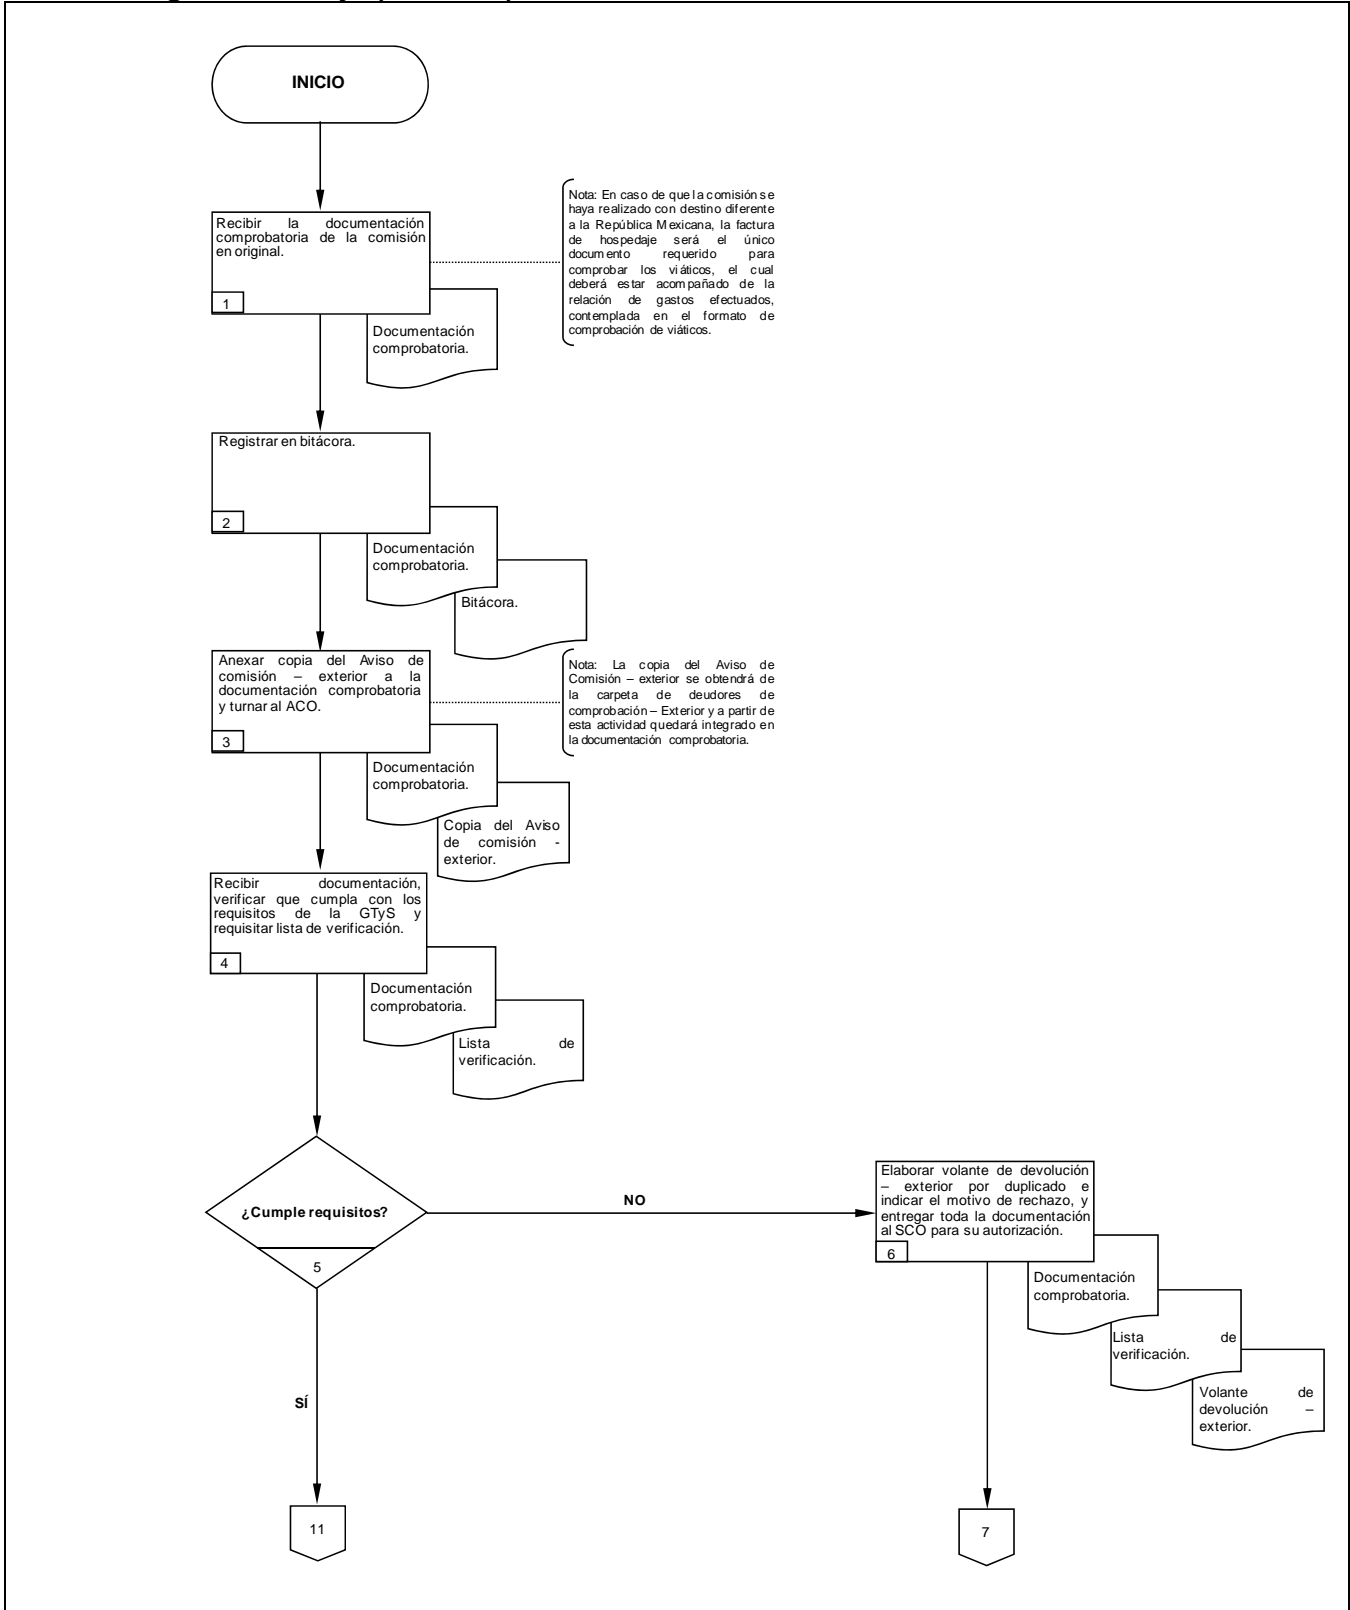 INICIO
Recibir la documentación
comprobatoria de la comisión
en original.
1
Documentación
comprobatoria.
Nota: En caso de que la comisión se
haya realizado con destino diferente
a la República Mexicana, la factura
de hospedaje será el único
documento requerido para
comprobar los viáticos, el cual
deberá estar acompañado de la
relación de gastos efectuados,
contemplada en el formato de
comprobación de viáticos.
Registrar en bitácora.
2
Documentación
comprobatoria.
Bitácora.
Anexar copia del Aviso de
comisión – exterior a la
documentación comprobatoria
y turnar al ACO.
3
Documentación
comprobatoria.
Copia del Aviso
de comisión -
exterior.
Nota: La copia del Aviso de
Comisión – exterior se obtendrá de
la carpeta de deudores de
comprobación – Exterior y a partir de
esta actividad quedará integrado en
la documentación comprobatoria.
Recibir documentación,
verificar que cumpla con los
requisitos de la GTyS y
requisitar lista de verificación.
4
Documentación
comprobatoria.
Lista de
verificación.
¿Cumple requisitos?
5
NO
Elaborar volante de devolución
– exterior por duplicado e
indicar el motivo de rechazo, y
entregar toda la documentación
al SCO para su autorización.
6
Documentación
comprobatoria.
Lista de
verificación.
Volante de
devolución –
exterior.
SÍ
11
7